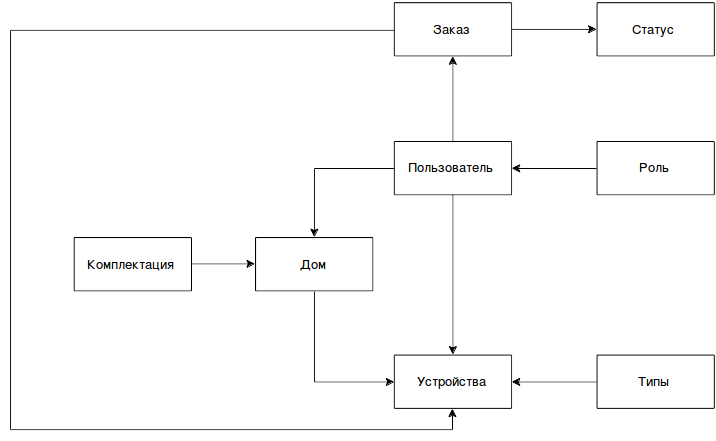 Заказ
Статус
Пользователь
Роль
Комплектация
Дом
Устройства
Типы